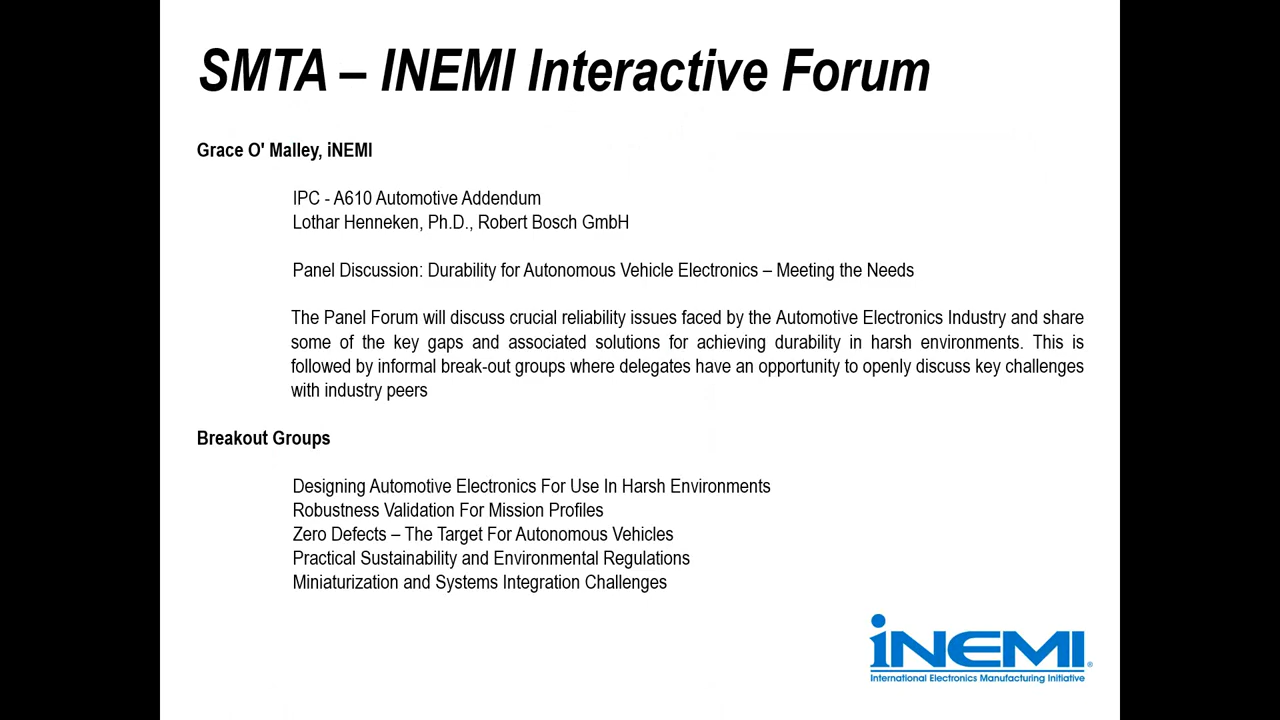 SMTA – INEMI Interactive Forum
Grace O' Malley, iNEMI
IPC - A610 Automotive Addendum
Lothar Henneken, Ph.D., Robert Bosch GmbH
Panel Discussion: Durability for Autonomous Vehicle Electronics – Meeting the Needs
The Panel Forum will discuss crucial reliability issues faced by the Automotive Electronics Industry and share
some of the key gaps and associated solutions for achieving durability in harsh environments. This is
followed by informal break-out groups where delegates have an opportunity to openly discuss key challenges
with industry peers
Breakout Groups
Designing Automotive Electronics For Use In Harsh Environments
Robustness Validation For Mission Profiles
Zero Defects – The Target For Autonomous Vehicles
Practical Sustainability and Environmental Regulations
Miniaturization and Systems Integration Challenges
iNEMI®
International Electronics Manufacturing Initiative